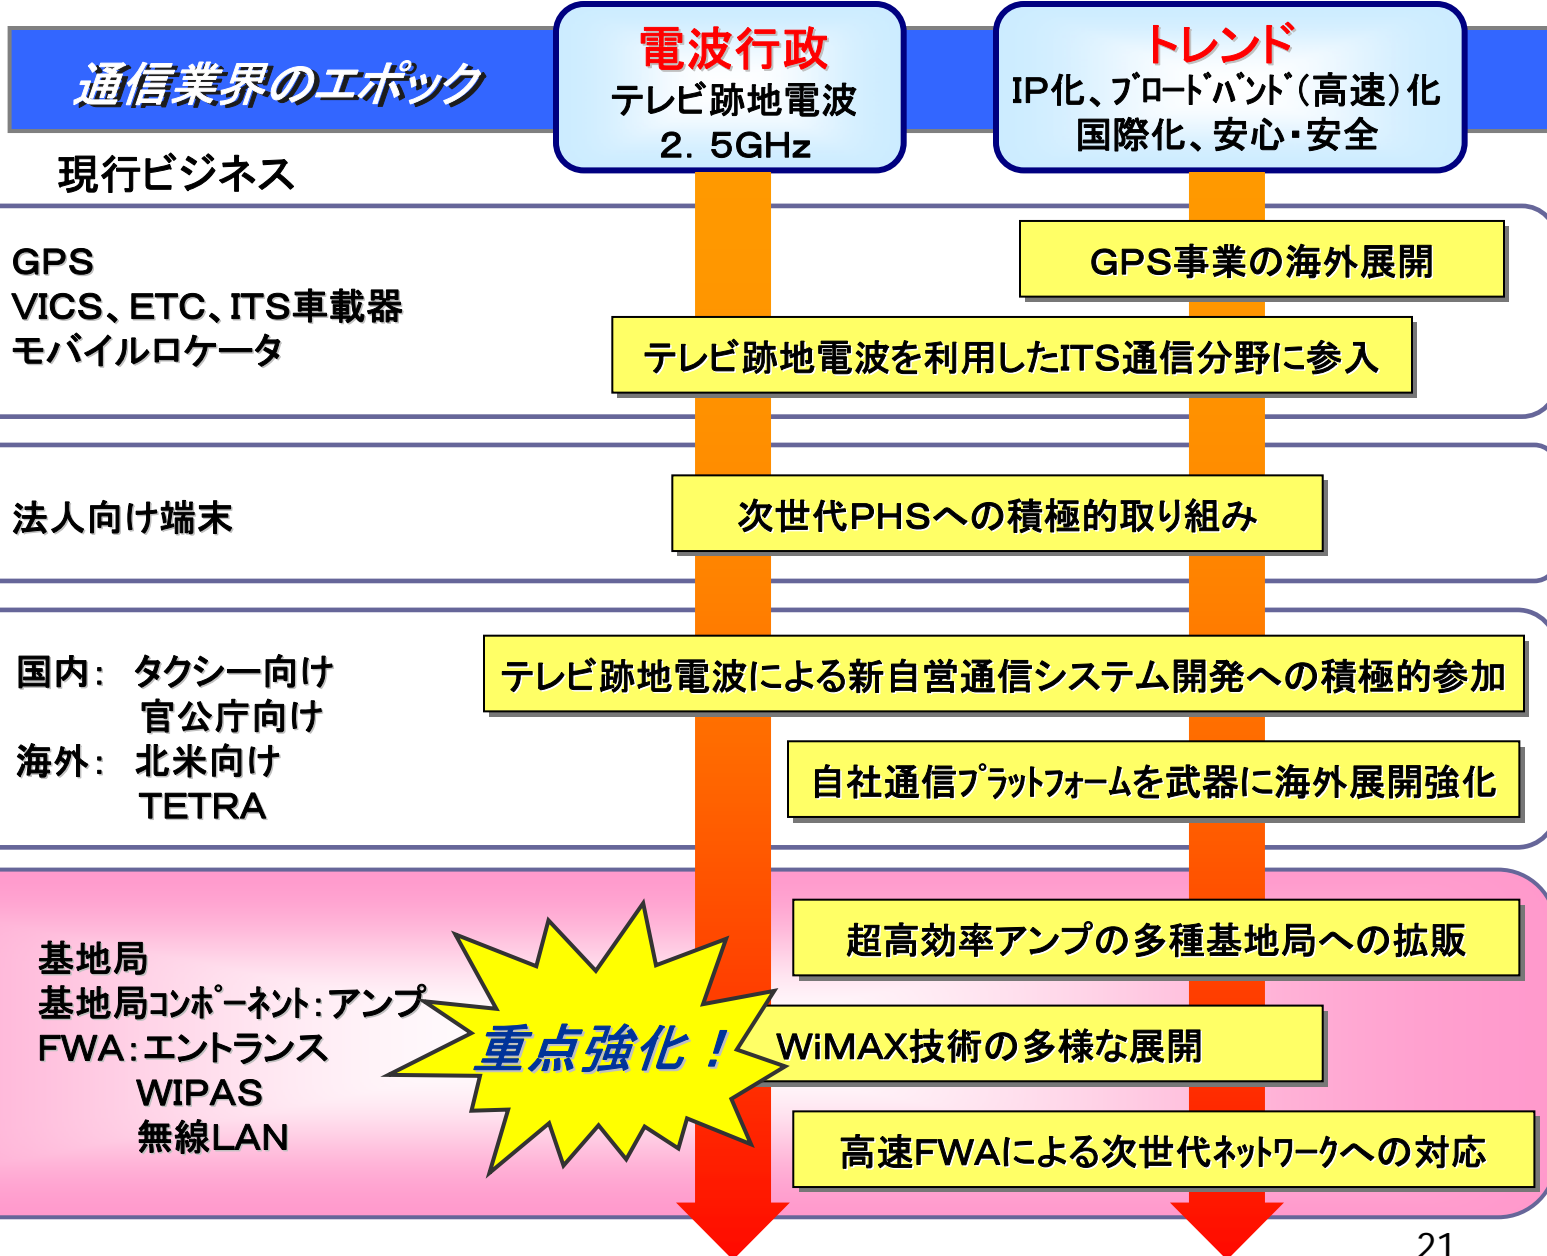 通信業界のエポック
電波行政
テレビ跡地電波
２．５GHz
トレンド
IP化、ﾌﾞﾛｰﾄﾞﾊﾞﾝﾄﾞ（高速）化
国際化、安心・安全
現行ビジネス
GPS
VICS、ETC、ITS車載器
モバイルロケータ
GPS事業の海外展開
テレビ跡地電波を利用したITS通信分野に参入
法人向け端末
次世代PHSへの積極的取り組み
国内： タクシー向け
官公庁向け
海外： 北米向け
TETRA
テレビ跡地電波による新自営通信システム開発への積極的参加
自社通信ﾌﾟﾗｯﾄﾌｫｰﾑを武器に海外展開強化
基地局
基地局ｺﾝﾎﾟｰﾈﾝﾄ：アンプ
FWA：エントランス
WIPAS
無線LAN
重点強化！
超高効率アンプの多種基地局への拡販
WiMAX技術の多様な展開
高速FWAによる次世代ﾈｯﾄﾜｰｸへの対応
21